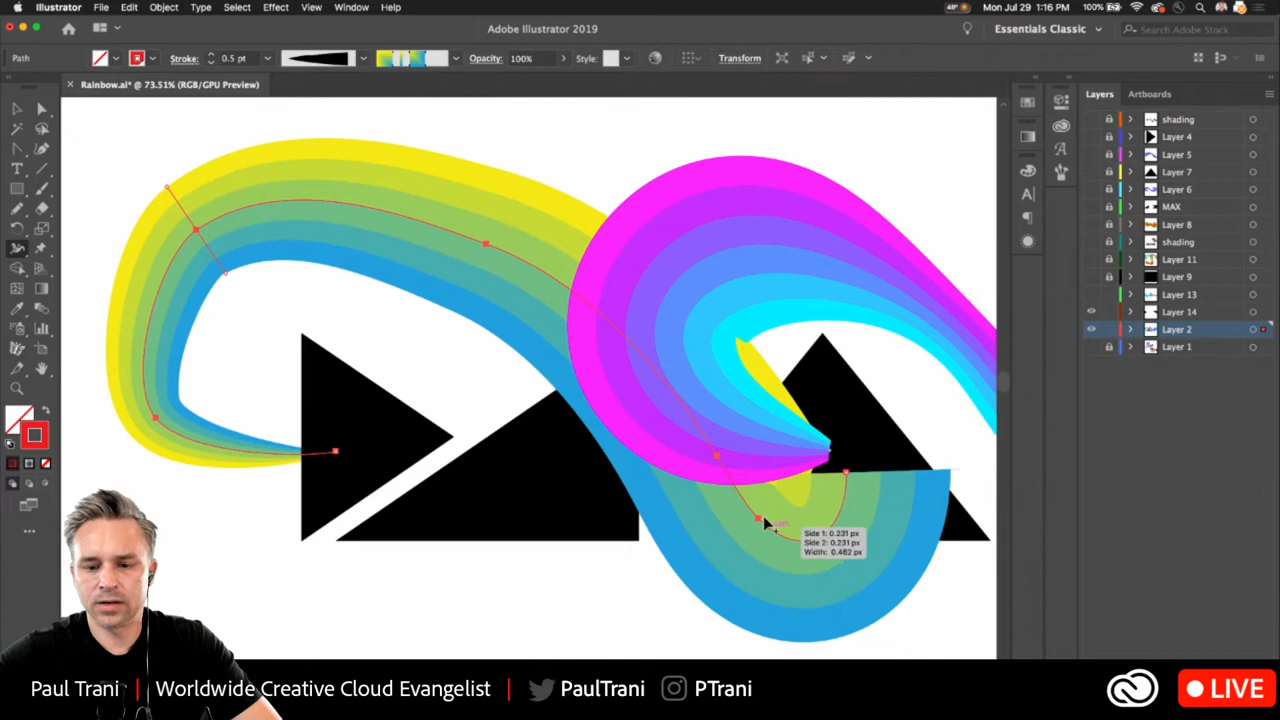 Illustrator File Edit Object Type Select Effect View Window Help
100% Mon Jul 29 1:16 PM
Adobe Illustrator 2019
Essentials Classic
Search Adobe Stock
Path
Stroke: 0.5 pt
Opacity: 100%
Style:
Transform
Rainbow.ai* @ 73.51% (RGB/GPU Preview)
Layers Artboards
shading
Layer 4
Layer 5
Layer 7
Layer 6
MAX
Layer 8
shading
Layer 11
Layer 9
Layer 13
Layer 14
Layer 2
Layer 1
path
Side 1: 0.231 px
Side 2: 0.231 px
Width: 0.462 px
Paul Trani | Worldwide Creative Cloud Evangelist | PaulTrani PTrani
LIVE